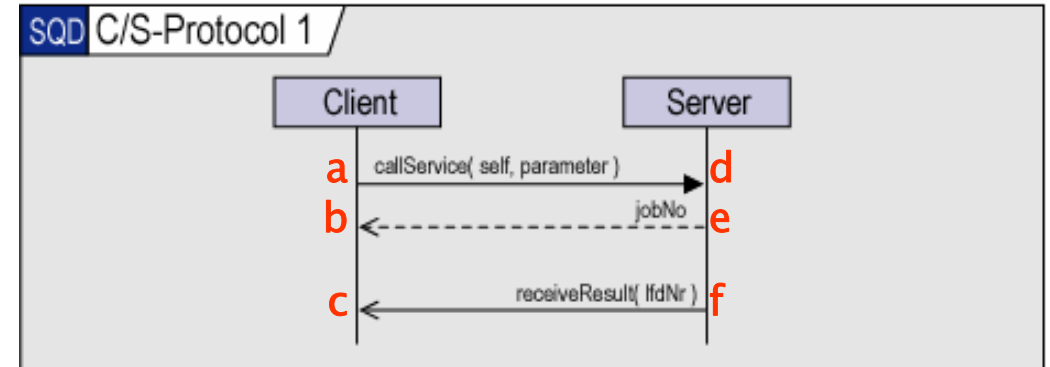 SQD C/S-Protocol 1
Client Server
a callService( self, parameter ) d
b jobNo e
c receiveResult( lfdNr ) f